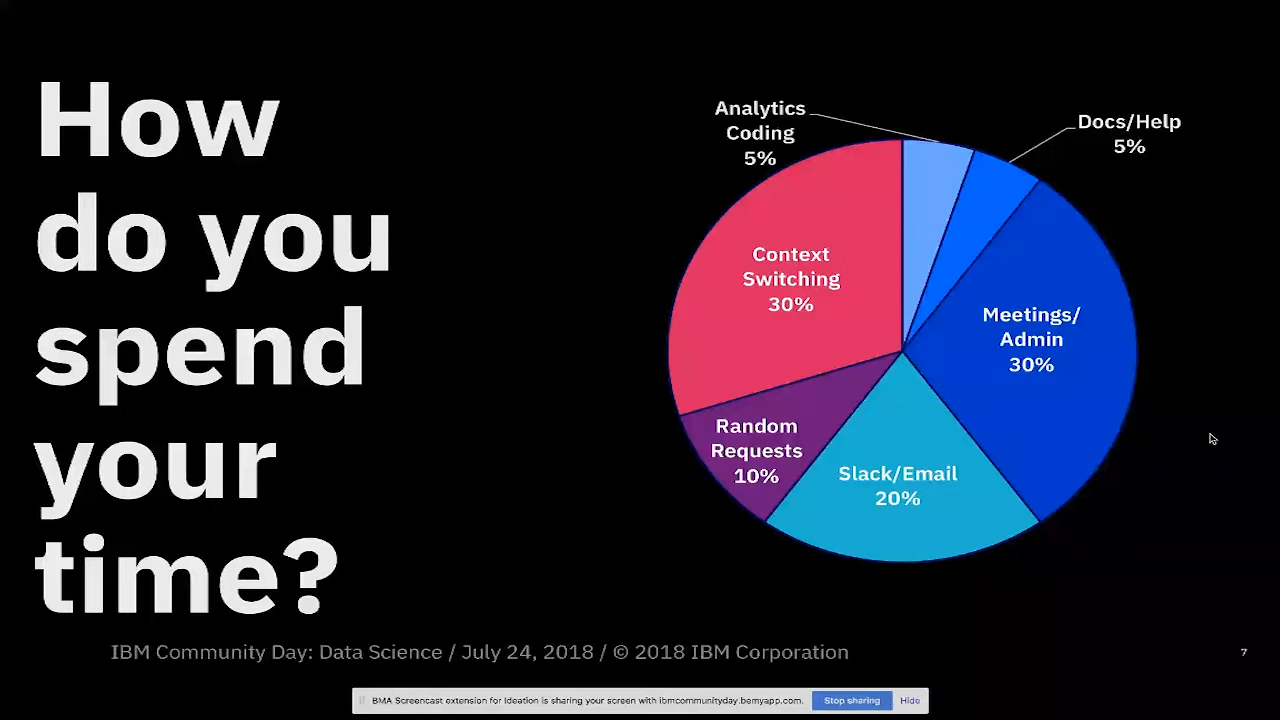 How
do you
spend
your
time?
Analytics
Coding
5%
Docs/Help
5%
Context
Switching
30%
Meetings/
Admin
30%
Random
Requests
10%
Slack/Email
20%
IBM Community Day: Data Science / July 24, 2018 / © 2018 IBM Corporation
7
BMA Screencast extension for Ideation is sharing your screen with ibmcommunityday.bemyapp.com.
Stop sharing
Hide